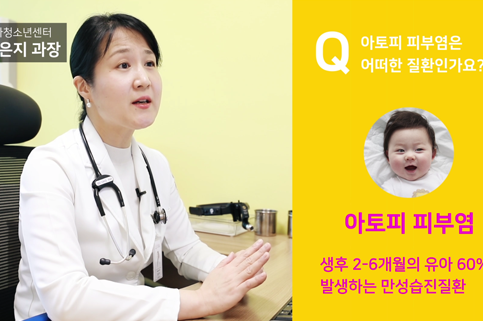 청소년센터
은지 과장
Q
아토피 피부염은
어떠한 질환인가요?
아토피 피부염
생후 2-6개월의 유아 60%
발생하는 만성습진질환